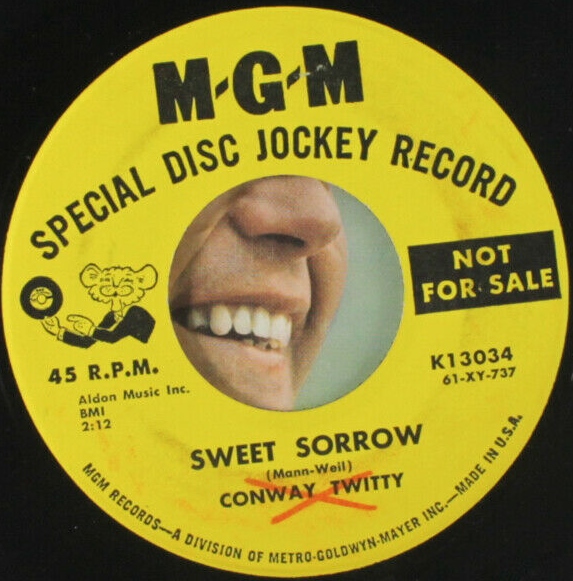 M-G-M
SPECIAL DISC JOCKEY RECORD
NOT
FOR SALE
45 R.P.M.
Aldon Music Inc.
BMI
2:12
K13034
61-XY-737
SWEET SORROW
(Mann-Weil)
CONWAY TWITTY
MGM RECORDS—A DIVISION OF METRO-GOLDWYN-MAYER INC.—MADE IN U.S.A.